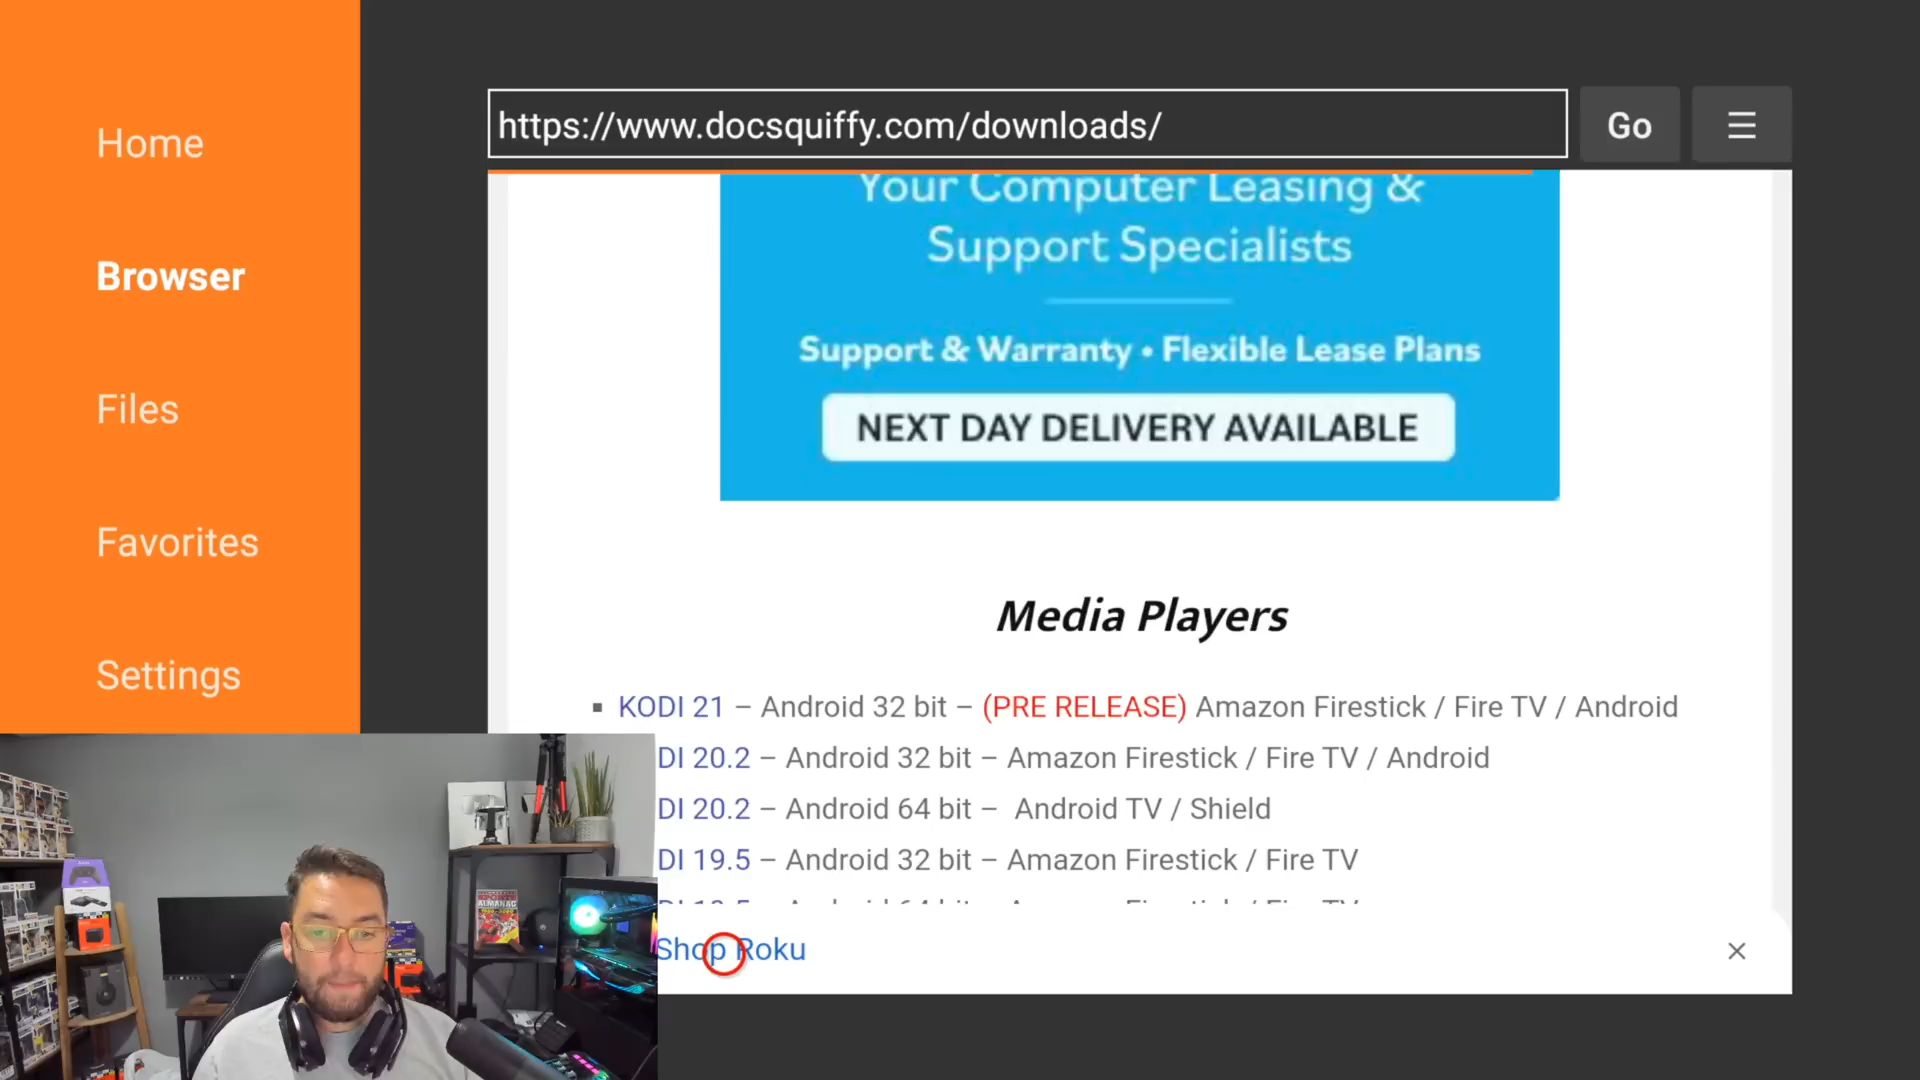 Home
Browser
Files
Favorites
Settings
https://www.docsquiffy.com/downloads/
Go
Your Computer Leasing &
Support Specialists
Support & Warranty • Flexible Lease Plans
NEXT DAY DELIVERY AVAILABLE
Media Players
▪ KODI 21 – Android 32 bit – (PRE RELEASE) Amazon Firestick / Fire TV / Android
DI 20.2 – Android 32 bit – Amazon Firestick / Fire TV / Android
DI 20.2 – Android 64 bit – Android TV / Shield
DI 19.5 – Android 32 bit – Amazon Firestick / Fire TV
Shop Roku
ALMANAC